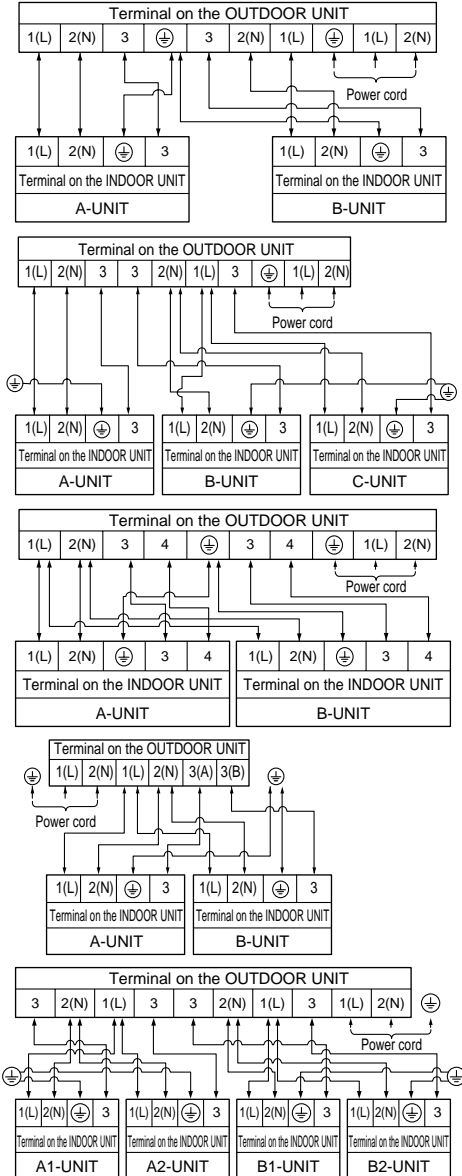 Terminal on the OUTDOOR UNIT
1(L) 2(N) 3 ⏚ 3 2(N) 1(L) ⏚ 1(L) 2(N)
Power cord
1(L) 2(N) ⏚ 3 1(L) 2(N) ⏚ 3
Terminal on the INDOOR UNIT Terminal on the INDOOR UNIT
A-UNIT B-UNIT
Terminal on the OUTDOOR UNIT
1(L) 2(N) 3 3 2(N) 1(L) 3 ⏚ 1(L) 2(N)
Power cord
⏚ ⏚
1(L) 2(N) ⏚ 3 1(L) 2(N) ⏚ 3 1(L) 2(N) ⏚ 3
Terminal on the INDOOR UNIT Terminal on the INDOOR UNIT Terminal on the INDOOR UNIT
A-UNIT B-UNIT C-UNIT
Terminal on the OUTDOOR UNIT
1(L) 2(N) 3 4 ⏚ 3 4 ⏚ 1(L) 2(N)
Power cord
1(L) 2(N) ⏚ 3 4 1(L) 2(N) ⏚ 3 4
Terminal on the INDOOR UNIT Terminal on the INDOOR UNIT
A-UNIT B-UNIT
Terminal on the OUTDOOR UNIT
⏚ 1(L) 2(N) 1(L) 2(N) 3(A) 3(B) ⏚
Power cord
1(L) 2(N) ⏚ 3 1(L) 2(N) ⏚ 3
Terminal on the INDOOR UNIT Terminal on the INDOOR UNIT
A-UNIT B-UNIT
Terminal on the OUTDOOR UNIT
3 2(N) 1(L) 3 3 2(N) 1(L) 3 1(L) 2(N) ⏚
Power cord
⏚ ⏚
1(L) 2(N) ⏚ 3 1(L) 2(N) ⏚ 3 1(L) 2(N) ⏚ 3 1(L) 2(N) ⏚ 3
Terminal on the INDOOR UNIT Terminal on the INDOOR UNIT Terminal on the INDOOR UNIT Terminal on the INDOOR UNIT
A1-UNIT A2-UNIT B1-UNIT B2-UNIT